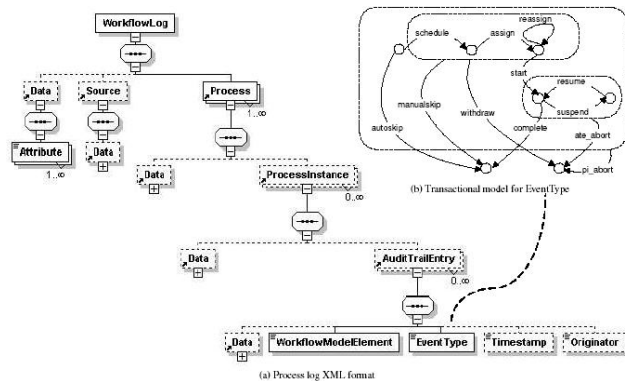 WorkflowLog
Data
Source
Process
1..∞
Attribute
1..∞
Data
Data
ProcessInstance
0..∞
Data
AuditTrailEntry
0..∞
Data
WorkflowModelElement
EventType
Timestamp
Originator
(a) Process log XML format
schedule
assign
reassign
start
resume
suspend
manualskip
withdraw
autoskip
complete
ate_abort
pi_abort
(b) Transactional model for EventType